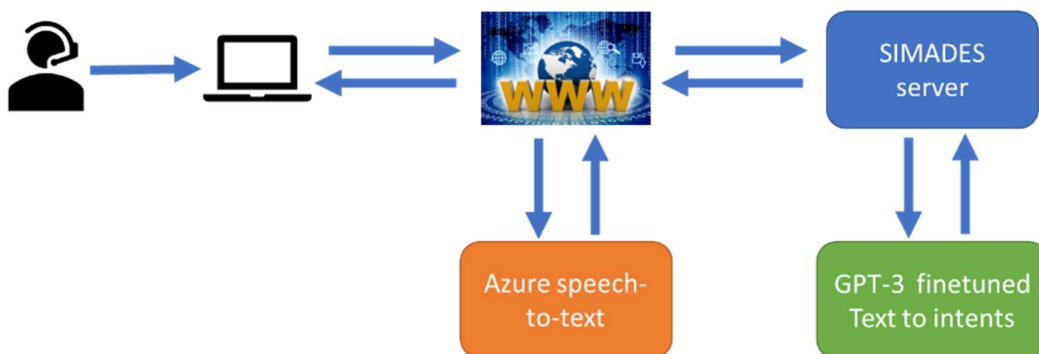 WWW
SIMADES
server
Azure speech-
to-text
GPT-3 finetuned
Text to intents